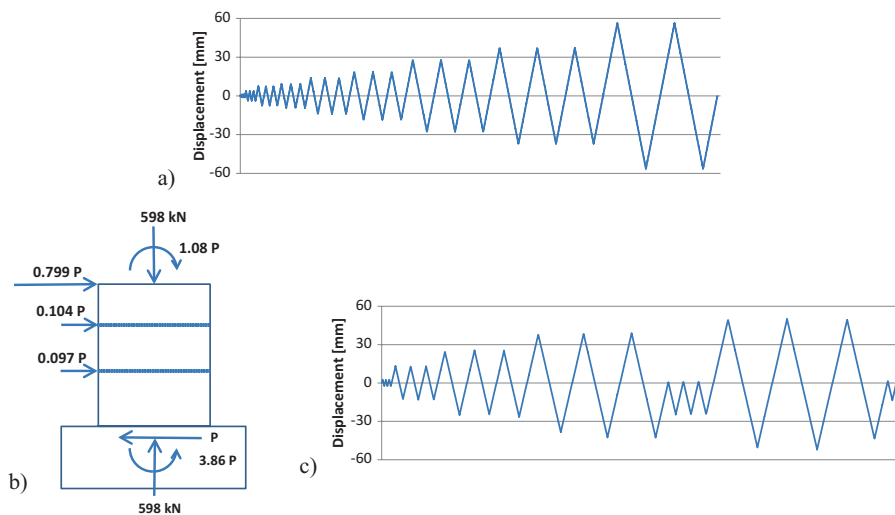 60
30
0
-30
-60
Displacement [mm]
a)
598 kN
1.08 P
0.799 P
0.104 P
0.097 P
P
3.86 P
598 kN
b)
60
30
0
-30
-60
Displacement [mm]
c)